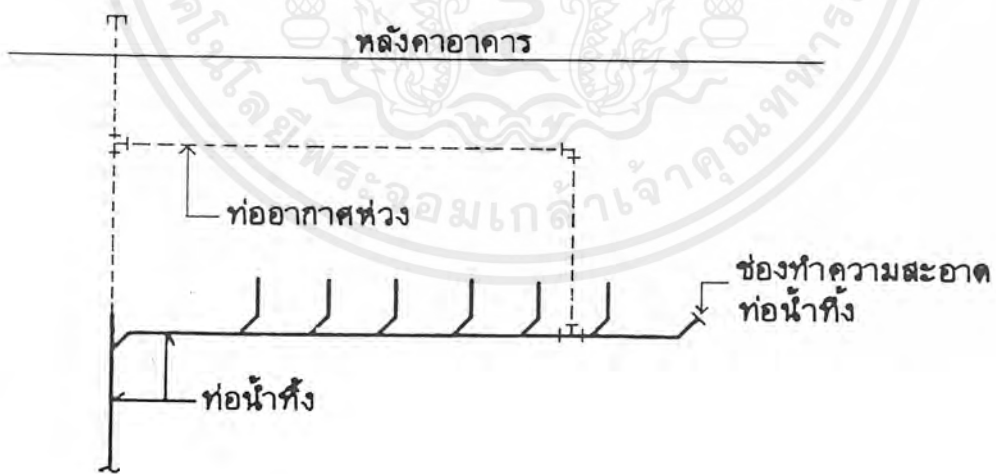 หลังคาอาคาร
ท่ออากาศห่วง
ช่องทำความสะอาด
ท่อน้ำทิ้ง
ท่อน้ำทิ้ง